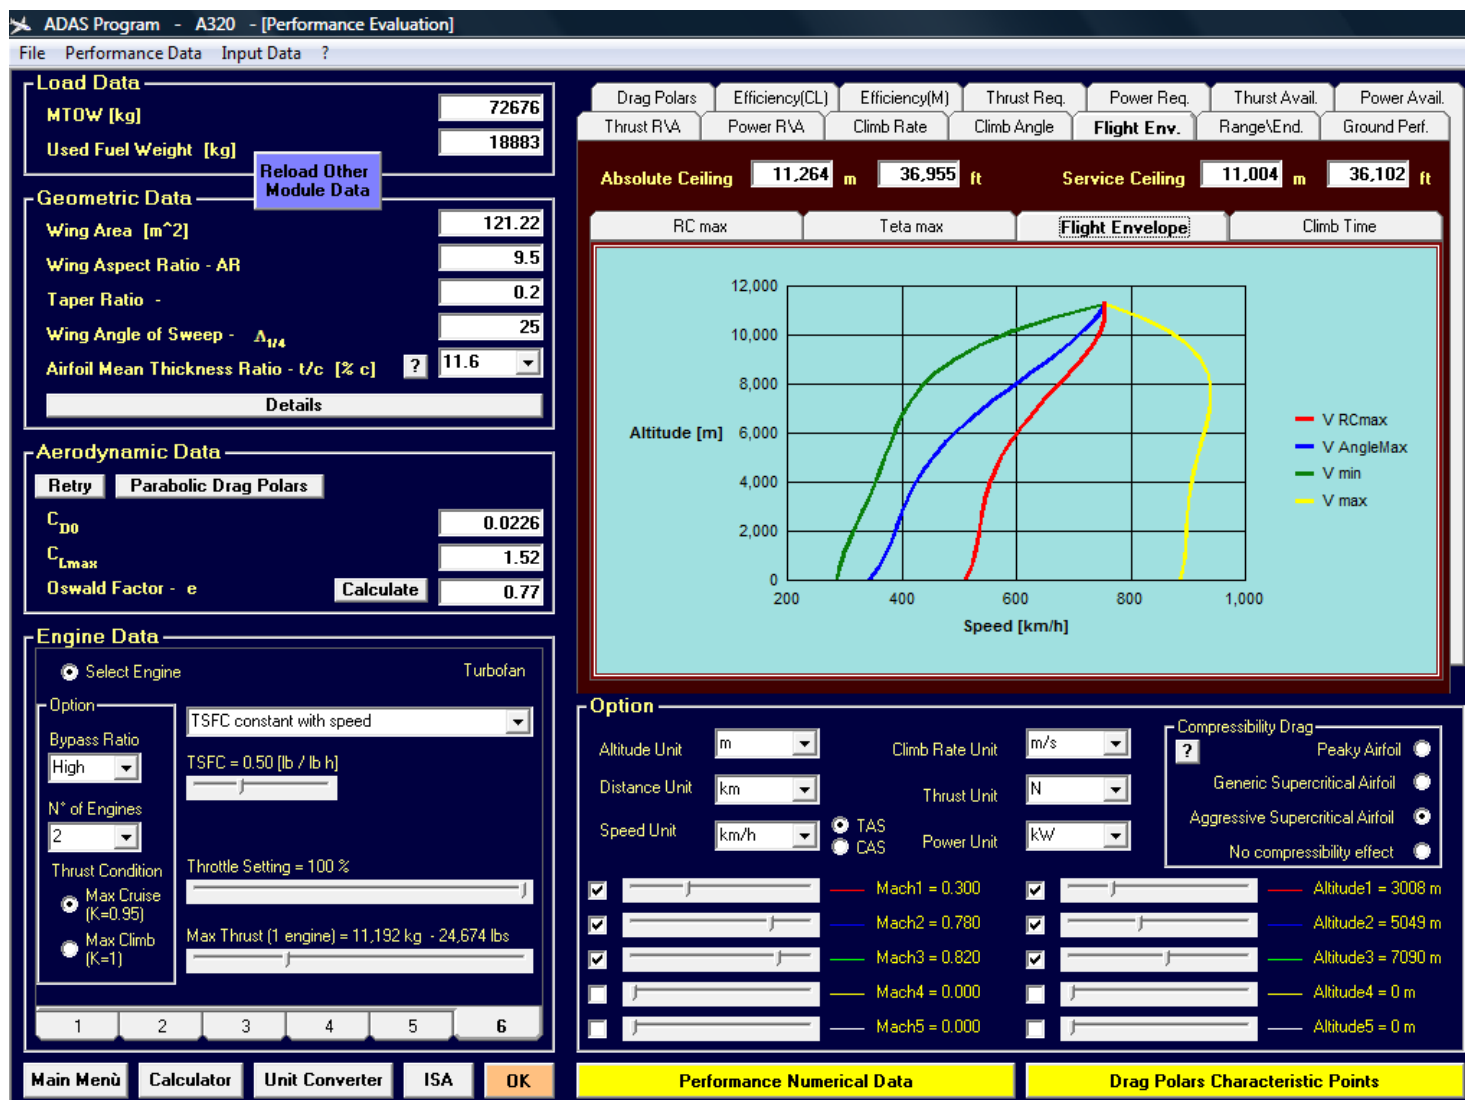 ADAS Program - A320 - [Performance Evaluation]
File Performance Data Input Data ?
Load Data
MTOW [kg] 72676
Used Fuel Weight [kg] 18883
Reload Other
Module Data
Geometric Data
Wing Area [m^2] 121.22
Wing Aspect Ratio - AR 9.5
Taper Ratio - 0.2
Wing Angle of Sweep - Λ1/4 25
Airfoil Mean Thickness Ratio - t/c [% c] ? 11.6
Details
Aerodynamic Data
Retry Parabolic Drag Polars
CD0 0.0226
CLmax 1.52
Oswald Factor - e Calculate 0.77
Engine Data
Select Engine Turbofan
Option
TSFC constant with speed
Bypass Ratio
High
TSFC = 0.50 [lb / lb h]
N° of Engines
2
Thrust Condition
Throttle Setting = 100 %
Max Cruise
(K=0.95)
Max Climb
(K=1)
Max Thrust (1 engine) = 11,192 kg - 24,674 lbs
1 2 3 4 5 6
Main Menù Calculator Unit Converter ISA OK
Drag Polars Efficiency(CL) Efficiency(M) Thrust Req. Power Req. Thurst Avail. Power Avail.
Thrust R\A Power R\A Climb Rate Climb Angle Flight Env. Range\End. Ground Perf.
Absolute Ceiling 11,264 m 36,955 ft Service Ceiling 11,004 m 36,102 ft
RC max Teta max Flight Envelope Climb Time
12,000
10,000
8,000
Altitude [m] 6,000
4,000
2,000
0
200 400 600 800 1,000
Speed [km/h]
V RCmax
V AngleMax
V min
V max
Option
Altitude Unit m Climb Rate Unit m/s
Distance Unit km Thrust Unit N
Speed Unit km/h TAS
CAS Power Unit kW
Compressibility Drag
? Peaky Airfoil
Generic Supercritical Airfoil
Aggressive Supercritical Airfoil
No compressibility effect
Mach1 = 0.300 Altitude1 = 3008 m
Mach2 = 0.780 Altitude2 = 5049 m
Mach3 = 0.820 Altitude3 = 7090 m
Mach4 = 0.000 Altitude4 = 0 m
Mach5 = 0.000 Altitude5 = 0 m
Performance Numerical Data Drag Polars Characteristic Points